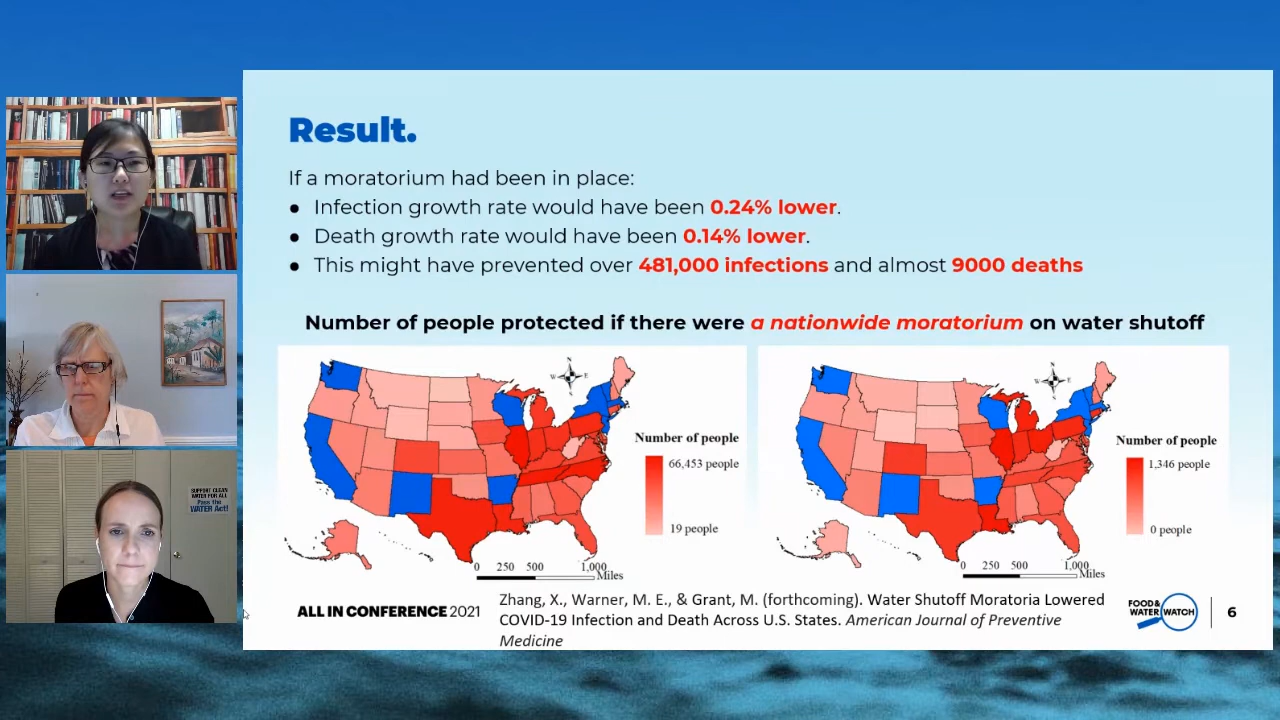 Result.
If a moratorium had been in place:
● Infection growth rate would have been 0.24% lower.
● Death growth rate would have been 0.14% lower.
● This might have prevented over 481,000 infections and almost 9000 deaths
Number of people protected if there were a nationwide moratorium on water shutoff
N
W E
Number of people
66,453 people
19 people
0 250 500 1,000
Miles
N
W E
Number of people
1,346 people
0 people
0 250 500 1,000
Miles
SUPPORT CLEAN
WATER FOR ALL
Pass the
WATER Act!
ALL IN CONFERENCE 2021
Zhang, X., Warner, M. E., & Grant, M. (forthcoming). Water Shutoff Moratoria Lowered
COVID-19 Infection and Death Across U.S. States. American Journal of Preventive
Medicine
FOOD &
WATER WATCH
6